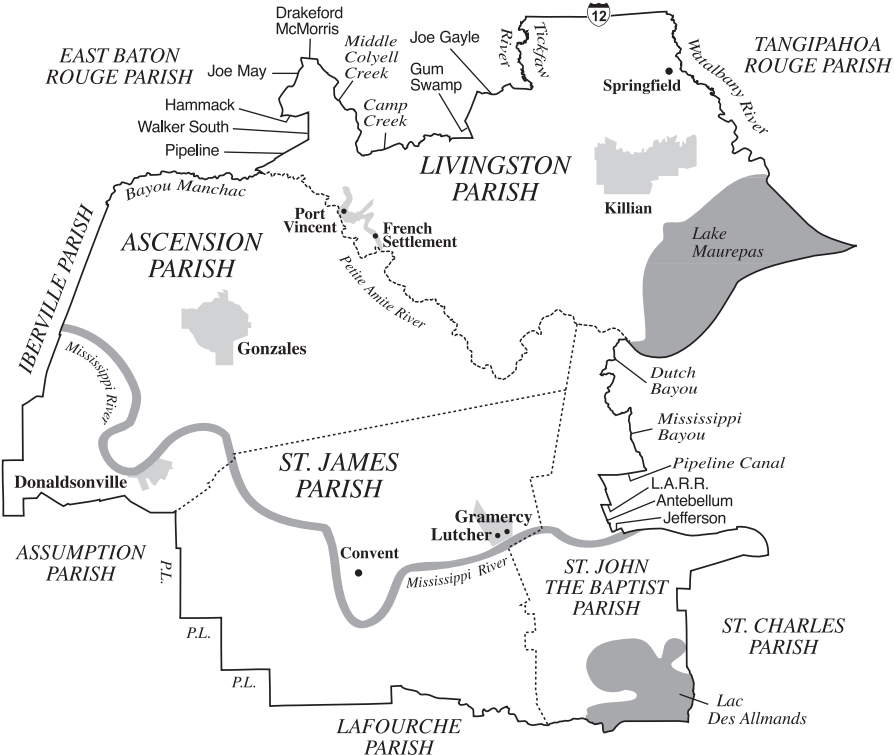 Drakeford
McMorris
12
EAST BATON
ROUGE PARISH
Joe May
Middle
Colyell
Creek
Joe Gayle
River
Tickfaw
Watalbany River
TANGIPAHOA
ROUGE PARISH
Gum
Swamp
Springfield
Hammack
Walker South
Pipeline
Camp
Creek
LIVINGSTON
PARISH
Killian
Bayou Manchac
Port
Vincent
French
Settlement
Lake
Maurepas
ASCENSION
PARISH
IBERVILLE PARISH
Petite Amite River
Gonzales
Mississippi River
Dutch
Bayou
Mississippi
Bayou
Pipeline Canal
L.A.R.R.
Antebellum
Jefferson
Donaldsonville
ST. JAMES
PARISH
Gramercy
Lutcher
Convent
Mississippi River
ASSUMPTION
PARISH
P.L.
ST. JOHN
THE BAPTIST
PARISH
P.L.
P.L.
ST. CHARLES
PARISH
Lac
Des Allmands
LAFOURCHE
PARISH